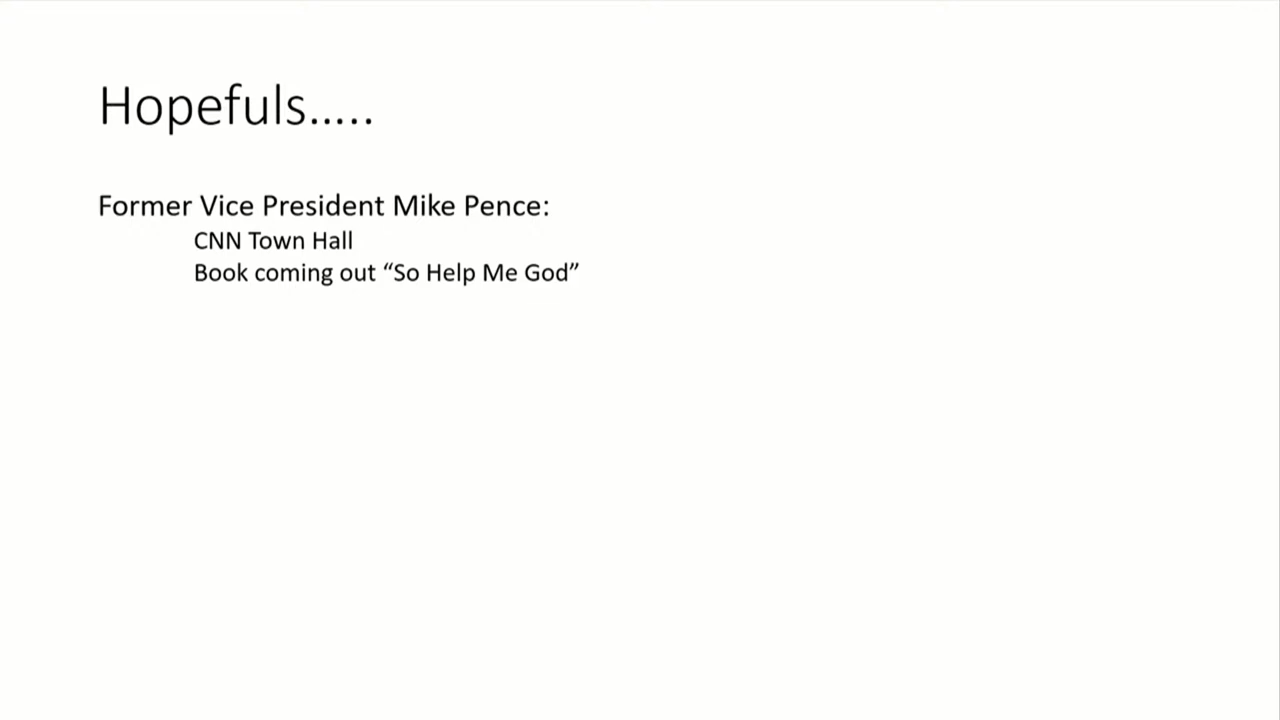 Hopefuls.....
Former Vice President Mike Pence:
CNN Town Hall
Book coming out “So Help Me God”